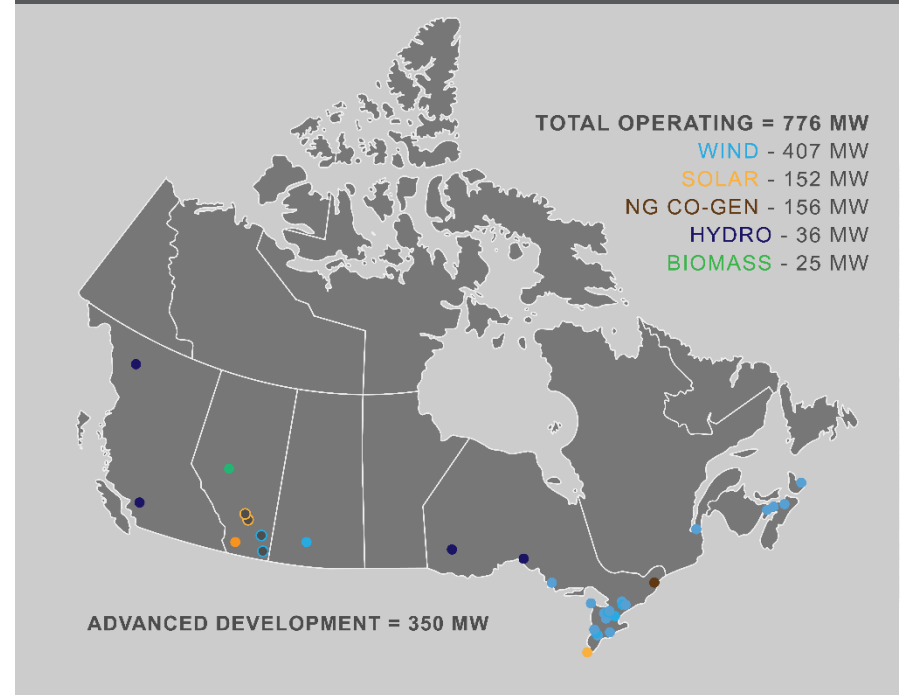 TOTAL OPERATING = 776 MW
WIND - 407 MW
SOLAR - 152 MW
NG CO-GEN - 156 MW
HYDRO - 36 MW
BIOMASS - 25 MW
ADVANCED DEVELOPMENT = 350 MW